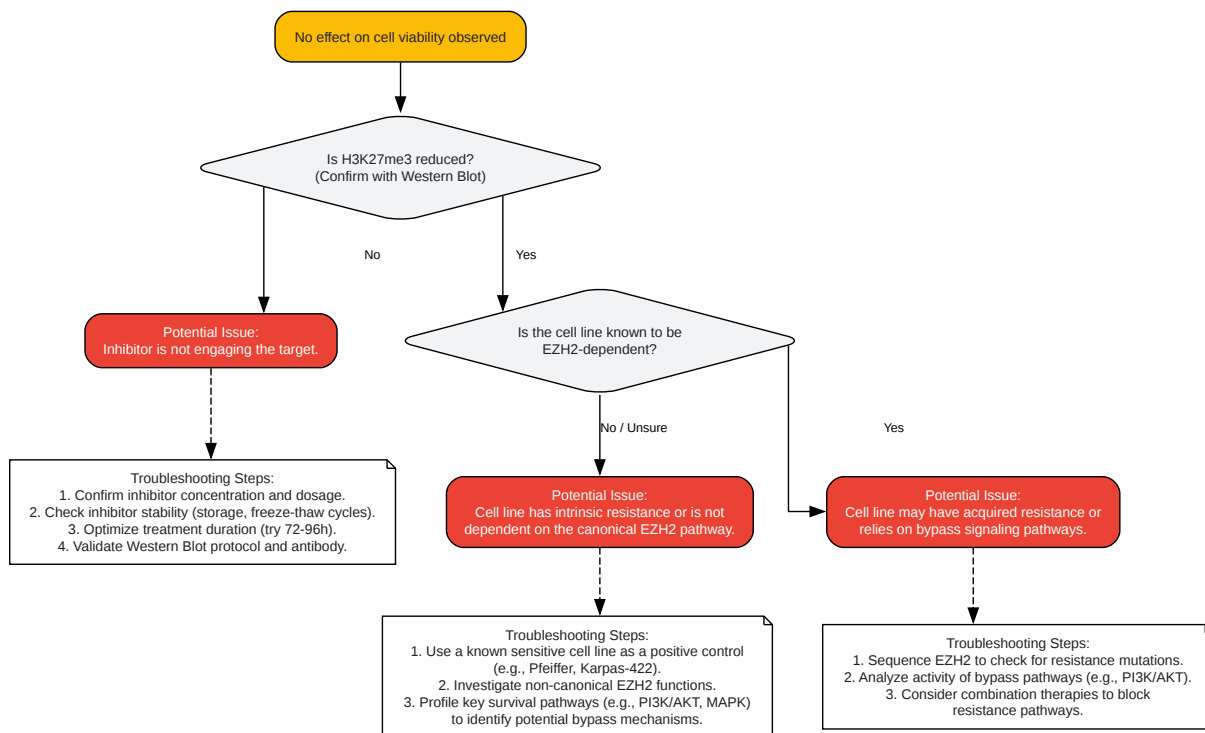 No effect on cell viability observed
Is H3K27me3 reduced?
(Confirm with Western Blot)
No
Yes
Potential Issue:
Inhibitor is not engaging the target.
Is the cell line known to be
EZH2-dependent?
No / Unsure
Yes
Troubleshooting Steps:
1. Confirm inhibitor concentration and dosage.
2. Check inhibitor stability (storage, freeze-thaw cycles).
3. Optimize treatment duration (try 72-96h).
4. Validate Western Blot protocol and antibody.
Potential Issue:
Cell line has intrinsic resistance or is not
dependent on the canonical EZH2 pathway.
Potential Issue:
Cell line may have acquired resistance or
relies on bypass signaling pathways.
Troubleshooting Steps:
1. Use a known sensitive cell line as a positive control
(e.g., Pfeiffer, Karpas-422).
2. Investigate non-canonical EZH2 functions.
3. Profile key survival pathways (e.g., PI3K/AKT, MAPK)
to identify potential bypass mechanisms.
Troubleshooting Steps:
1. Sequence EZH2 to check for resistance mutations.
2. Analyze activity of bypass pathways (e.g., PI3K/AKT).
3. Consider combination therapies to block
resistance pathways.